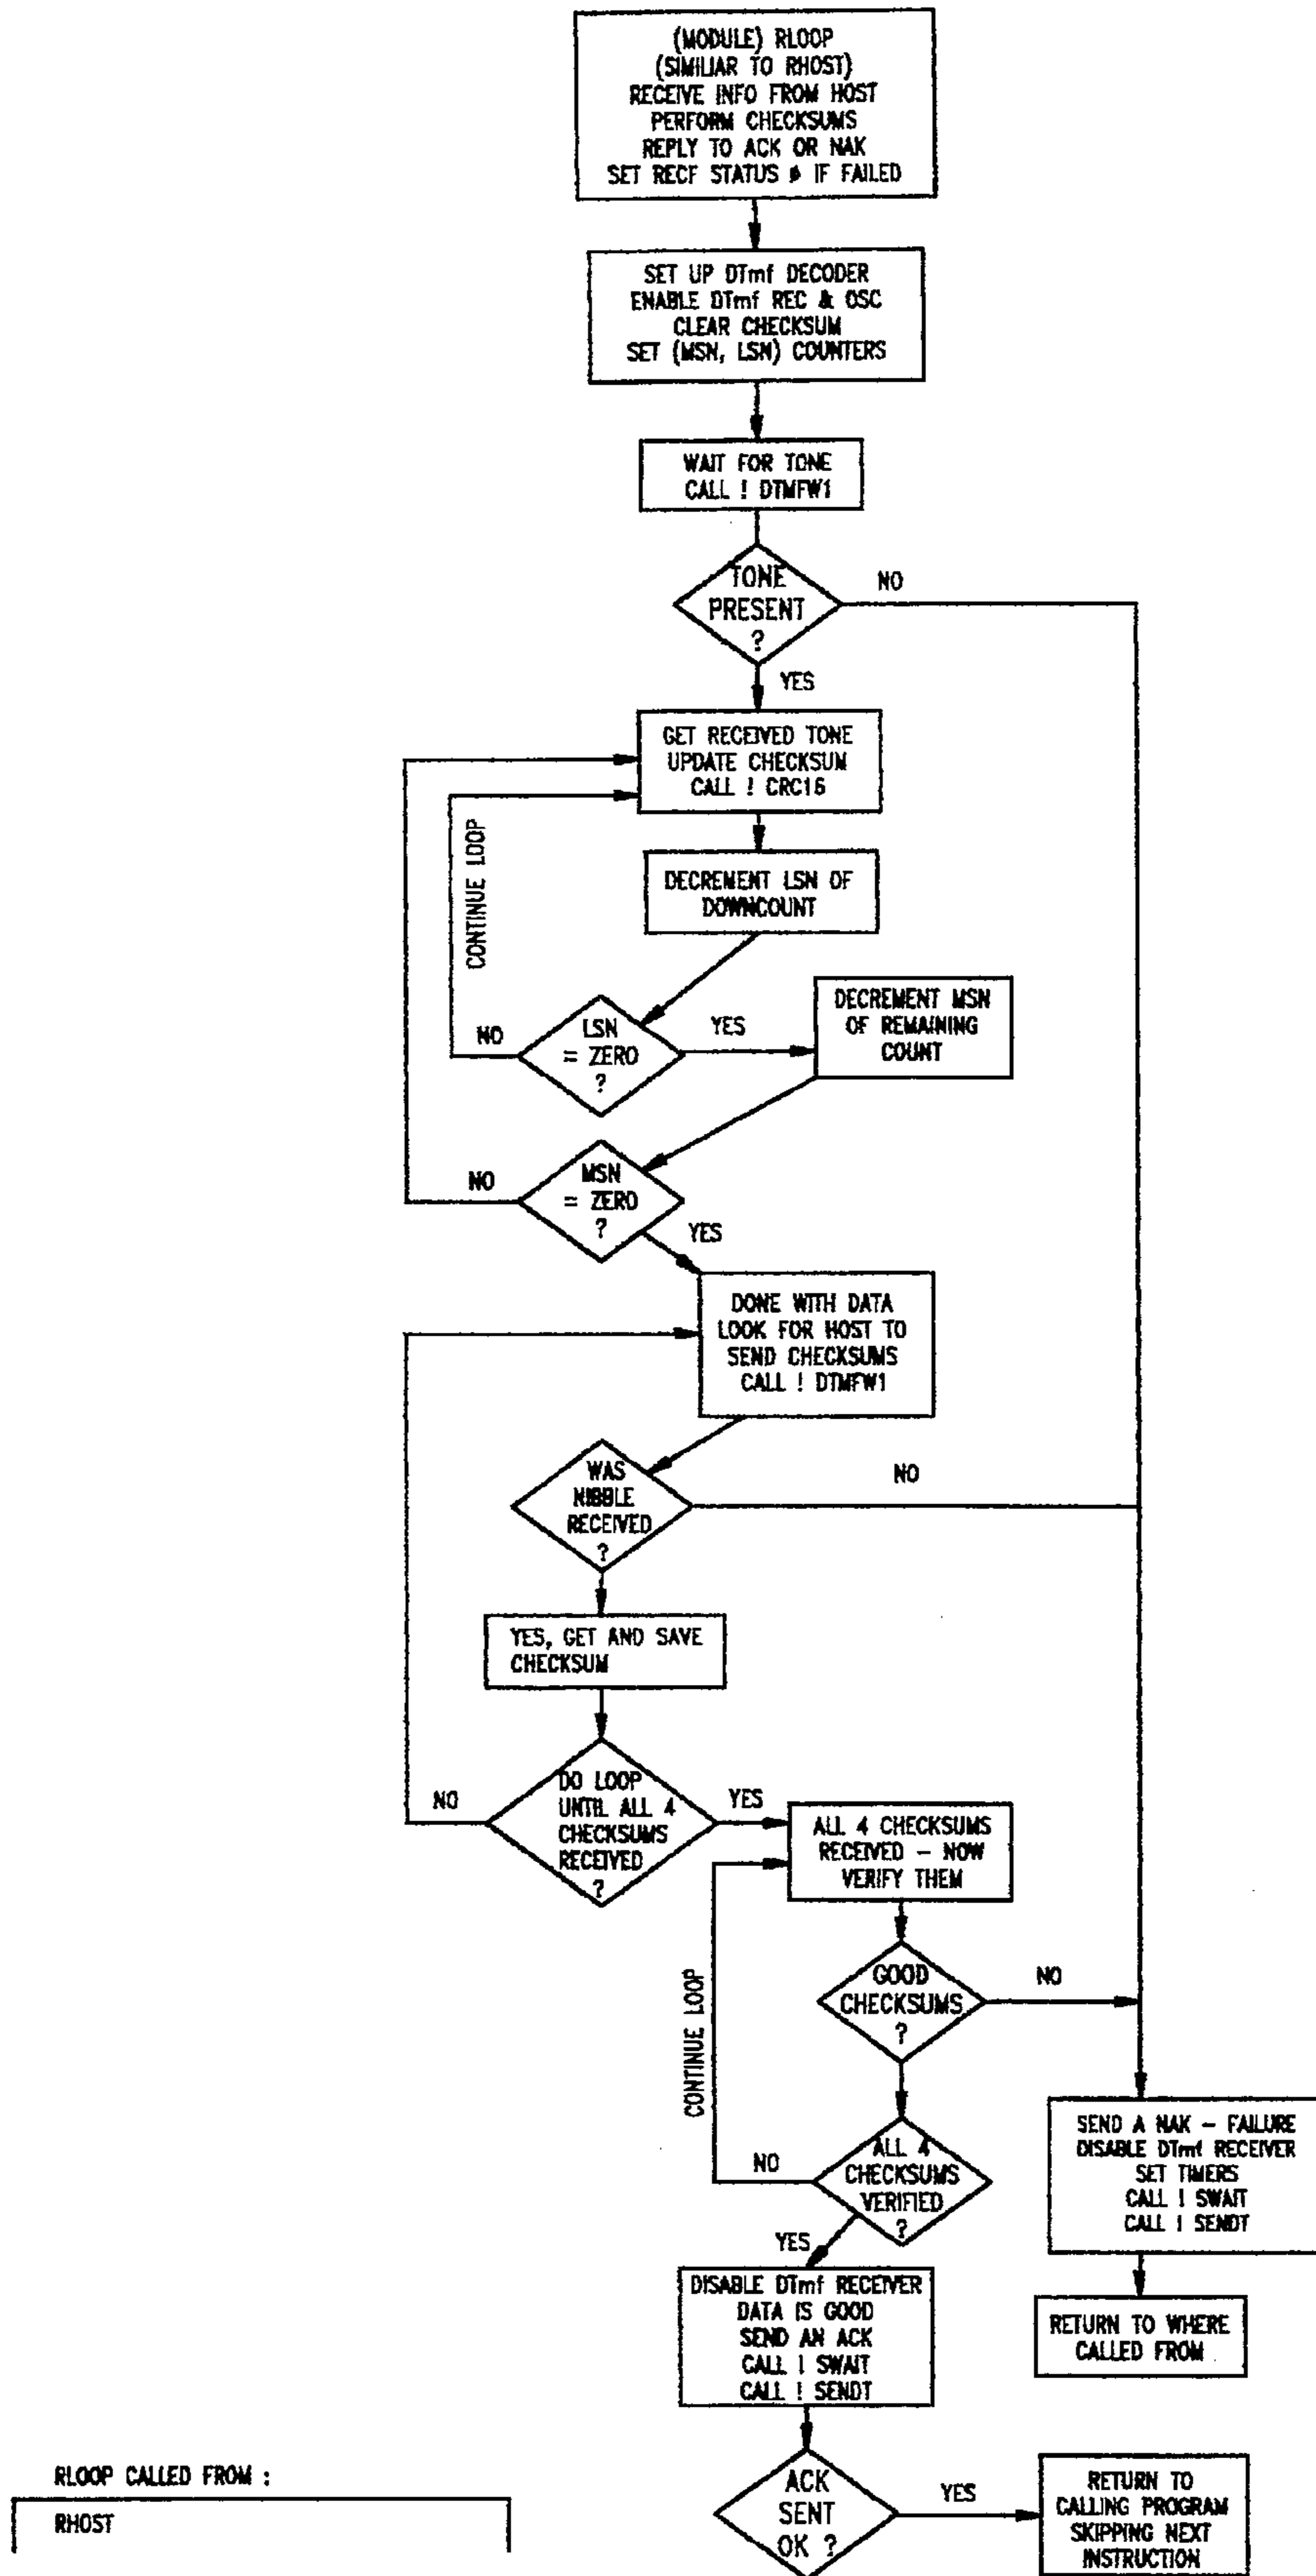 (MODULE) RLOOP
(SIMILIAR TO RHOST)
RECEIVE INFO FROM HOST
PERFORM CHECKSUMS
REPLY TO ACK OR NAK
SET RECF STATUS ø IF FAILED
SET UP DTmf DECODER
ENABLE DTmf REC & OSC
CLEAR CHECKSUM
SET (MSN, LSN) COUNTERS
WAIT FOR TONE
CALL ! DTMFW1
TONE
PRESENT
?
NO
YES
GET RECEIVED TONE
UPDATE CHECKSUM
CALL ! CRC16
CONTINUE LOOP
DECREMENT LSN OF
DOWNCOUNT
LSN
= ZERO
?
NO
YES
DECREMENT MSN
OF REMAINING
COUNT
MSN
= ZERO
?
NO
YES
DONE WITH DATA
LOOK FOR HOST TO
SEND CHECKSUMS
CALL ! DTMFW1
WAS
NIBBLE
RECEIVED
?
NO
YES, GET AND SAVE
CHECKSUM
DO LOOP
UNTIL ALL 4
CHECKSUMS
RECEIVED
?
NO
YES
ALL 4 CHECKSUMS
RECEIVED – NOW
VERIFY THEM
GOOD
CHECKSUMS
?
NO
CONTINUE LOOP
ALL 4
CHECKSUMS
VERIFIED
?
NO
YES
SEND A NAK – FAILURE
DISABLE DTmf RECEIVER
SET TIMERS
CALL ! SWAIT
CALL ! SENDT
RETURN TO WHERE
CALLED FROM
DISABLE DTmf RECEIVER
DATA IS GOOD
SEND AN ACK
CALL ! SWAIT
CALL ! SENDT
ACK
SENT
OK ?
YES
RETURN TO
CALLING PROGRAM
SKIPPING NEXT
INSTRUCTION
RLOOP CALLED FROM :
RHOST